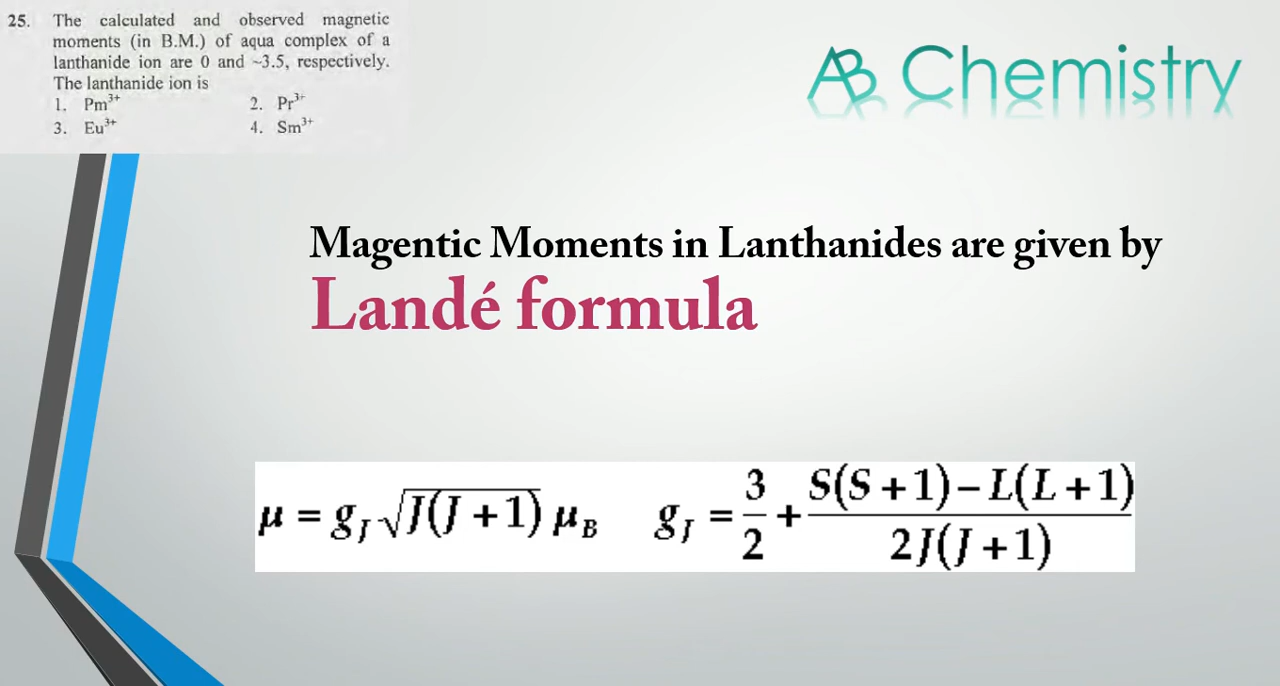 25. The calculated and observed magnetic
moments (in B.M.) of aqua complex of a
lanthanide ion are 0 and ~3.5, respectively.
The lanthanide ion is
1. Pm³⁺ 2. Pr³⁺
3. Eu³⁺ 4. Sm³⁺
AB Chemistry
Magentic Moments in Lanthanides are given by
Landé formula
μ = g_J √J(J + 1) μ_B g_J = 3/2 + S(S + 1) – L(L + 1) / 2J(J + 1)